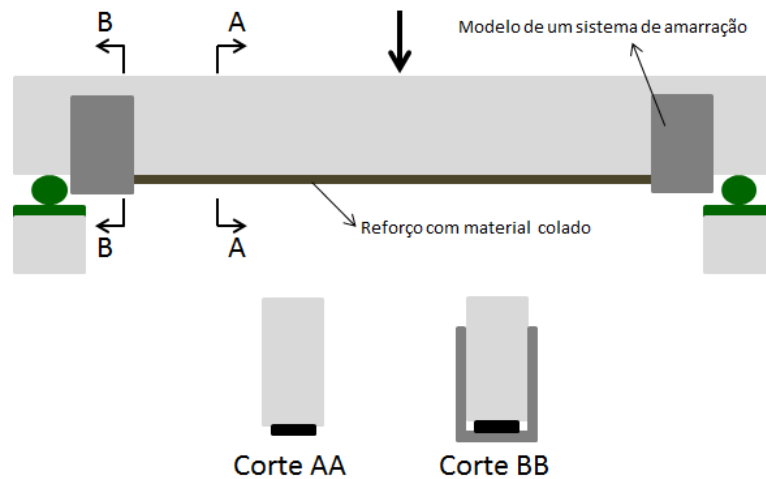 B
A
Modelo de um sistema de amarração
B
A
Reforço com material colado
Corte AA
Corte BB